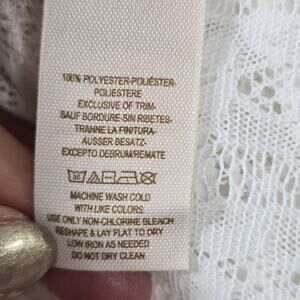 100% POLYESTER-POLIÉSTER-
POLIESTERE
EXCLUSIVE OF TRIM-
SAUF BORDURE-SIN RIBETES-
TRANNE LA FINITURA-
AUSSER BESATZ-
EXCEPTO DEBRUM/REMATE
30
MACHINE WASH COLD
WITH LIKE COLORS
USE ONLY NON-CHLORINE BLEACH
RESHAPE & LAY FLAT TO DRY
LOW IRON AS NEEDED
DO NOT DRY CLEAN